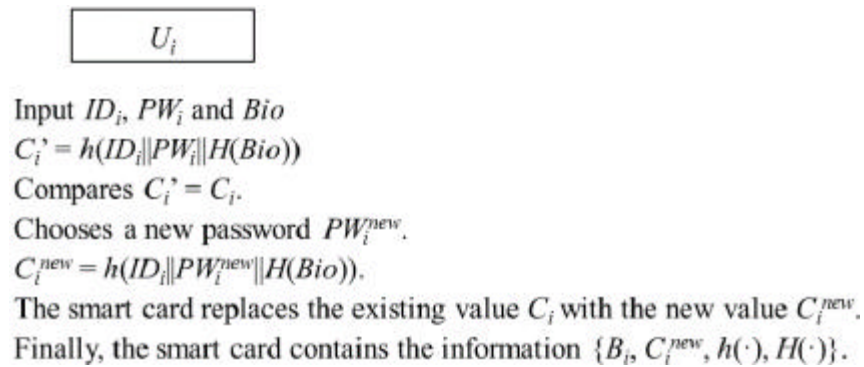 U_i
Input ID_i, PW_i and Bio
C_i’ = h(ID_i||PW_i||H(Bio))
Compares C_i’ = C_i.
Chooses a new password PW_i^new.
C_i^new = h(ID_i||PW_i^new||H(Bio)).
The smart card replaces the existing value C_i with the new value C_i^new.
Finally, the smart card contains the information {B_i, C_i^new, h(·), H(·)}.